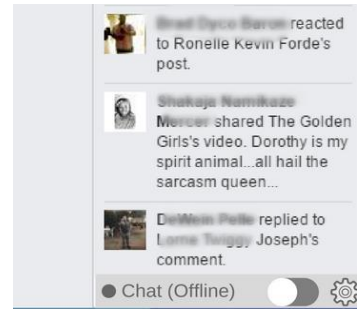 reacted
to Ronelle Kevin Forde's
post.
shared The Golden
Girls's video. Dorothy is my
spirit animal...all hail the
sarcasm queen...
replied to
Joseph's
comment.
Chat (Offline)